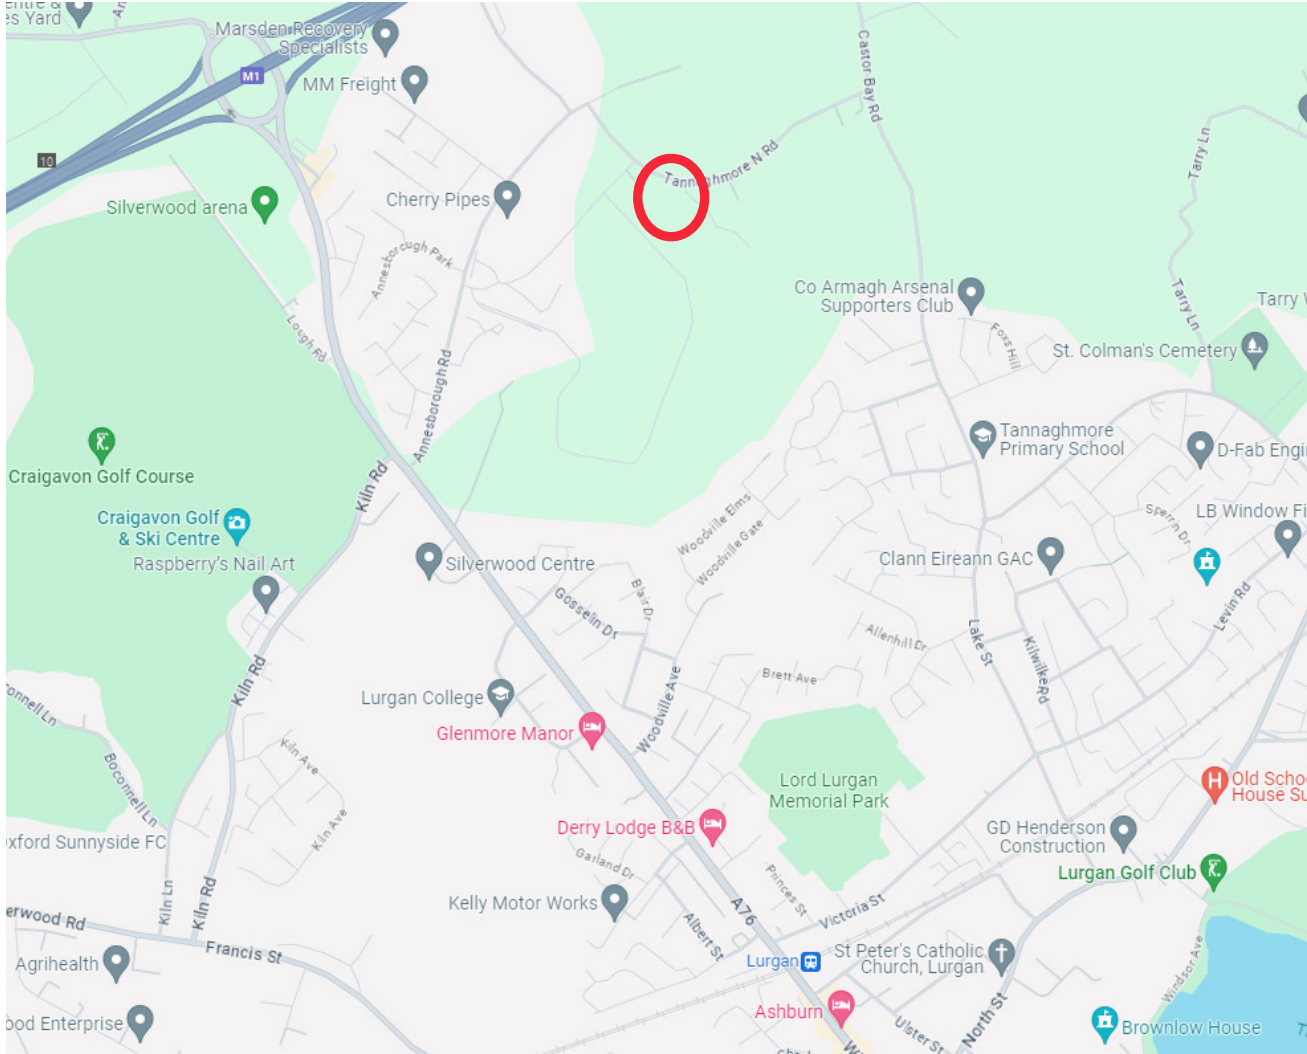 es Yard
Marsden Recovery
Specialists
M1
MM Freight
10
Castor Bay Rd
Tannaghmore N Rd
Tarry Ln
Silverwood arena
Cherry Pipes
Annesborough Park
Lough Rd
Annesborough Rd
Co Armagh Arsenal
Supporters Club
Foxs Hill
Tarry Ln
Tarry
St. Colman's Cemetery
Tannaghmore
Primary School
D-Fab Engi
LB Window Fi
Sperrin Dr
Levin Rd
Craigavon Golf Course
Kiln Rd
Craigavon Golf
& Ski Centre
Raspberry's Nail Art
Silverwood Centre
Woodville Elms
Woodville Gate
Clann Eireann GAC
Gosselin Dr
Blair Dr
Allenhill Dr
Lake St
Kilwilke Rd
Brett Ave
Woodville Ave
Kiln Rd
Lurgan College
Glenmore Manor
onnell Ln
Boconnell Ln
Kiln Ave
Kiln Ave
Lord Lurgan
Memorial Park
Old Scho
House Su
Derry Lodge B&B
GD Henderson
Construction
Lurgan Golf Club
xford Sunnyside FC
Garland Dr
Princes St
Kiln Ln
Kiln Rd
Kelly Motor Works
A76
Albert St
Victoria St
erwood Rd
Francis St
Agrihealth
Lurgan
St Peter's Catholic
Church, Lurgan
Windsor Ave
ood Enterprise
Ashburn
Ulster St
North St
Brownlow House